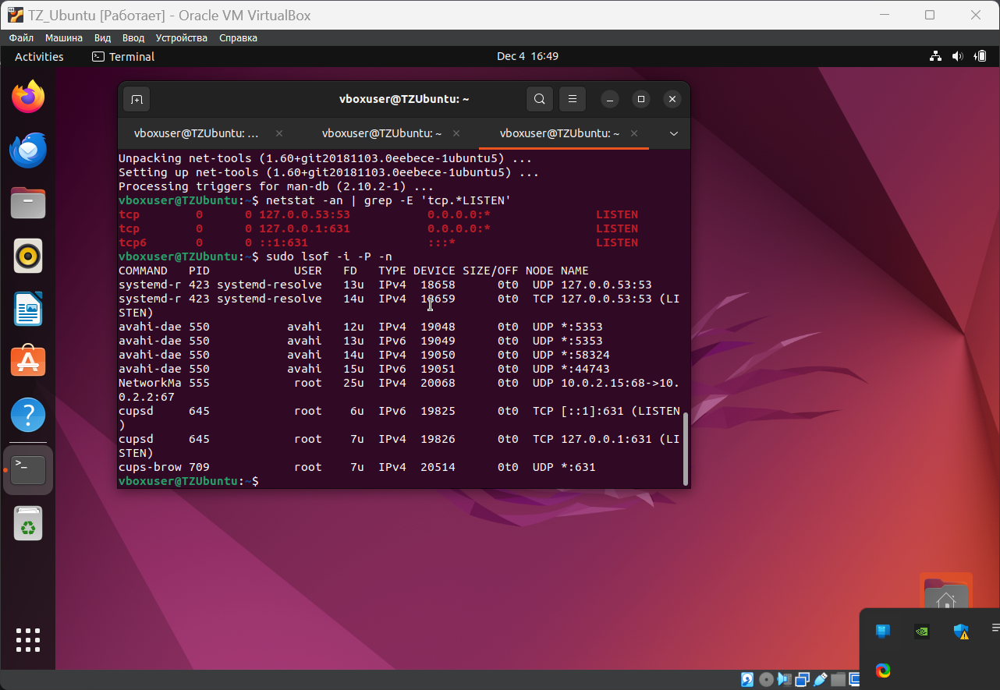 TZ_Ubuntu [Работает] - Oracle VM VirtualBox
Файл Машина Вид Ввод Устройства Справка
Activities Terminal Dec 4 16:49
vboxuser@TZUbuntu: ~
vboxuser@TZUbuntu: ... vboxuser@TZUbuntu: ~ vboxuser@TZUbuntu: ~
Unpacking net-tools (1.60+git20181103.0eebece-1ubuntu5) ...
Setting up net-tools (1.60+git20181103.0eebece-1ubuntu5) ...
Processing triggers for man-db (2.10.2-1) ...
vboxuser@TZUbuntu:~$ netstat -an | grep -E 'tcp.*LISTEN'
tcp 0 0 127.0.0.53:53 0.0.0.0:* LISTEN
tcp 0 0 127.0.0.1:631 0.0.0.0:* LISTEN
tcp6 0 0 ::1:631 :::* LISTEN
vboxuser@TZUbuntu:~$ sudo lsof -i -P -n
COMMAND PID USER FD TYPE DEVICE SIZE/OFF NODE NAME
systemd-r 423 systemd-resolve 13u IPv4 18658 0t0 UDP 127.0.0.53:53
systemd-r 423 systemd-resolve 14u IPv4 18659 0t0 TCP 127.0.0.53:53 (LI
STEN)
avahi-dae 550 avahi 12u IPv4 19048 0t0 UDP *:5353
avahi-dae 550 avahi 13u IPv6 19049 0t0 UDP *:5353
avahi-dae 550 avahi 14u IPv4 19050 0t0 UDP *:58324
avahi-dae 550 avahi 15u IPv6 19051 0t0 UDP *:44743
NetworkMa 555 root 25u IPv4 20068 0t0 UDP 10.0.2.15:68->10.
0.2.2:67
cupsd 645 root 6u IPv6 19825 0t0 TCP [::1]:631 (LISTEN
)
cupsd 645 root 7u IPv4 19826 0t0 TCP 127.0.0.1:631 (LI
STEN)
cups-brow 709 root 7u IPv4 20514 0t0 UDP *:631
vboxuser@TZUbuntu:~$